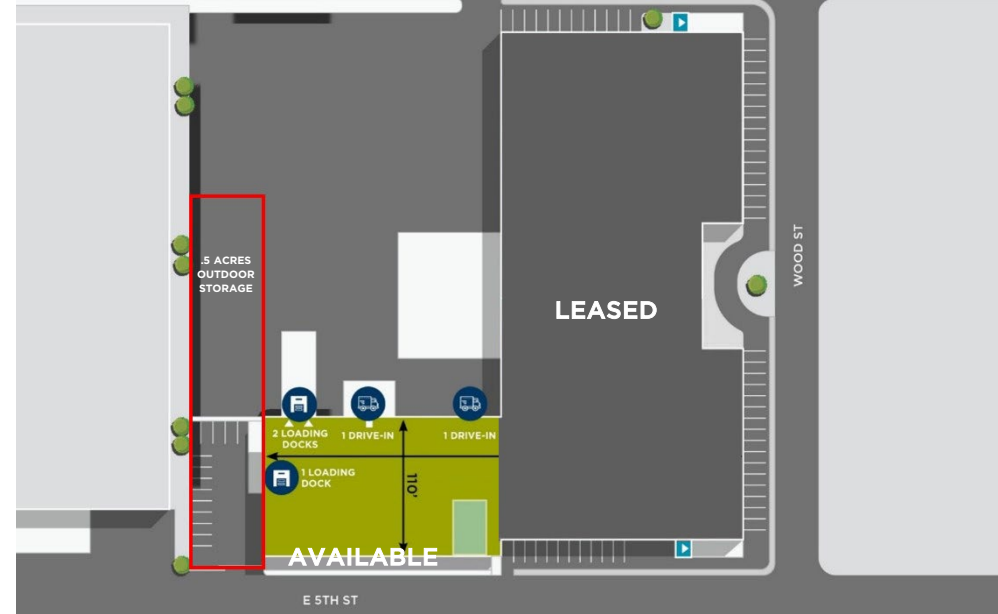 .5 ACRES
OUTDOOR
STORAGE
WOOD ST
LEASED
2 LOADING
DOCKS
1 DRIVE-IN
1 DRIVE-IN
1 LOADING
DOCK
110'
AVAILABLE
E 5TH ST